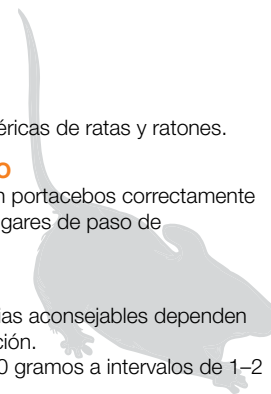 éricas de ratas y ratones.
O
n portacebos correctamente
gares de paso de
ias aconsejables dependen
ción.
0 gramos a intervalos de 1–2